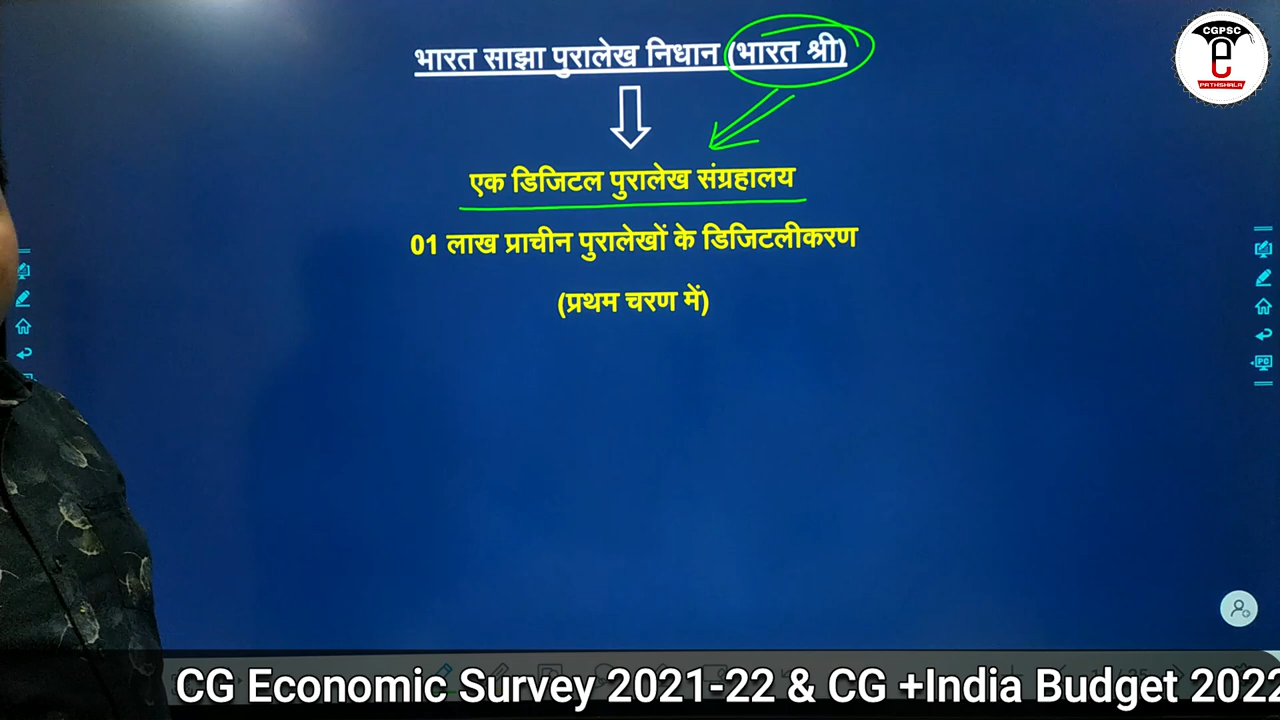 भारत साझा पुरालेख निधान (भारत श्री)
एक डिजिटल पुरालेख संग्रहालय
01 लाख प्राचीन पुरालेखों के डिजिटलीकरण
(प्रथम चरण में)
CGPSC
e
PATHSHALA
PC
CG Economic Survey 2021-22 & CG +India Budget 2022